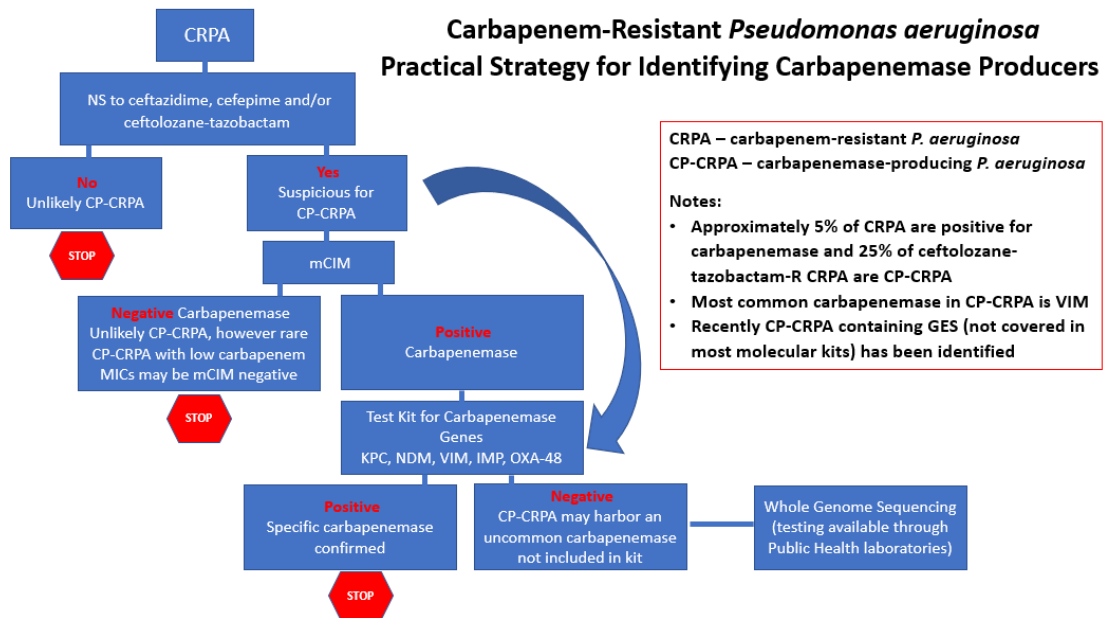 Carbapenem-Resistant Pseudomonas aeruginosa
Practical Strategy for Identifying Carbapenemase Producers
CRPA
NS to ceftazidime, cefepime and/or
ceftolozane-tazobactam
No
Unlikely CP-CRPA
STOP
Yes
Suspicious for
CP-CRPA
mCIM
Negative Carbapenemase
Unlikely CP-CRPA, however rare
CP-CRPA with low carbapenem
MICs may be mCIM negative
STOP
Positive
Carbapenemase
Test Kit for Carbapenemase
Genes
KPC, NDM, VIM, IMP, OXA-48
Positive
Specific carbapenemase
confirmed
STOP
Negative
CP-CRPA may harbor an
uncommon carbapenemase
not included in kit
Whole Genome Sequencing
(testing available through
Public Health laboratories)
CRPA – carbapenem-resistant P. aeruginosa
CP-CRPA – carbapenemase-producing P. aeruginosa
Notes:
• Approximately 5% of CRPA are positive for
carbapenemase and 25% of ceftolozane-
tazobactam-R CRPA are CP-CRPA
• Most common carbapenemase in CP-CRPA is VIM
• Recently CP-CRPA containing GES (not covered in
most molecular kits) has been identified